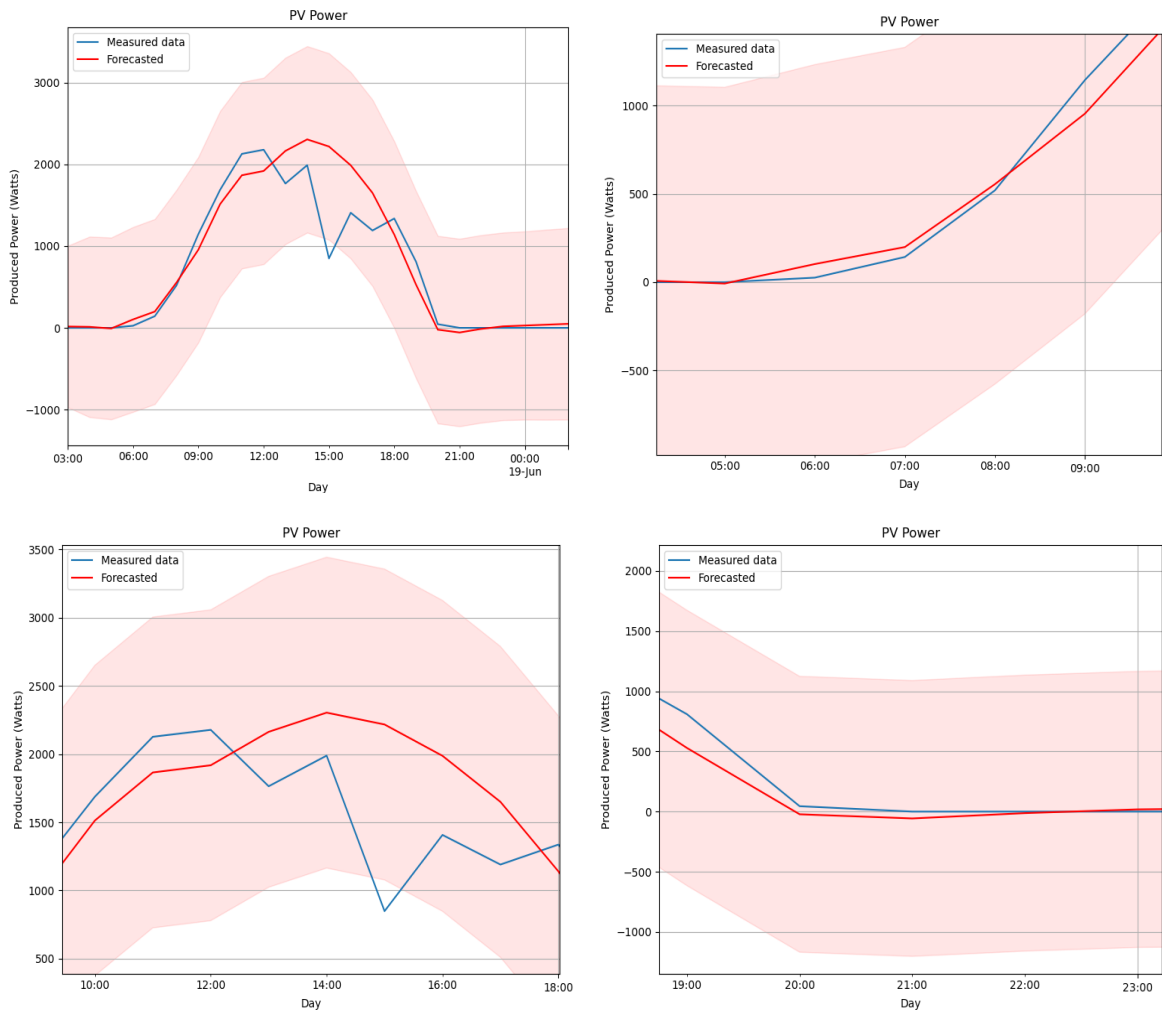 PV Power
Measured data
Forecasted
Produced Power (Watts)
3000
2000
1000
0
−1000
03:00 06:00 09:00 12:00 15:00 18:00 21:00 00:00
19-Jun
Day
PV Power
Measured data
Forecasted
Produced Power (Watts)
1000
500
0
−500
05:00 06:00 07:00 08:00 09:00
Day
PV Power
Measured data
Forecasted
Produced Power (Watts)
3500
3000
2500
2000
1500
1000
500
10:00 12:00 14:00 16:00 18:00
Day
PV Power
Measured data
Forecasted
Produced Power (Watts)
2000
1500
1000
500
0
−500
−1000
19:00 20:00 21:00 22:00 23:00
Day